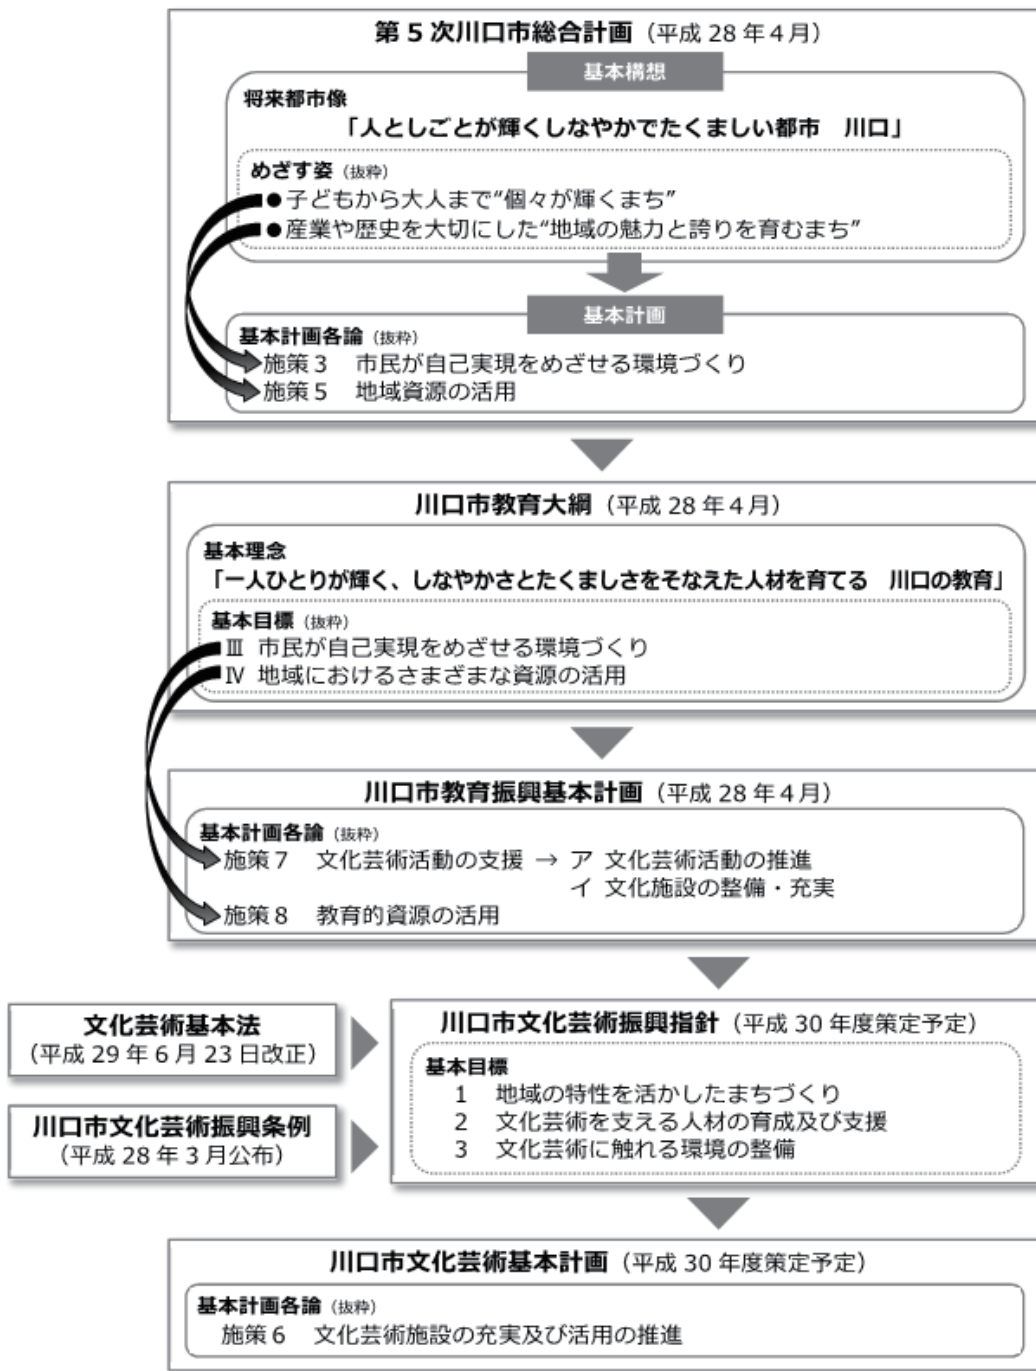 第5次川口市総合計画（平成 28 年４月）
基本構想
将来都市像
「人としごとが輝くしなやかでたくましい都市　川口」
めざす姿（抜粋）
●子どもから大人まで“個々が輝くまち”
●産業や歴史を大切にした“地域の魅力と誇りを育むまち”
基本計画
基本計画各論（抜粋）
施策３　市民が自己実現をめざせる環境づくり
施策５　地域資源の活用
川口市教育大綱（平成 28 年４月）
基本理念
「一人ひとりが輝く、しなやかさとたくましさをそなえた人材を育てる　川口の教育」
基本目標（抜粋）
Ⅲ 市民が自己実現をめざせる環境づくり
Ⅳ 地域におけるさまざまな資源の活用
川口市教育振興基本計画（平成 28 年４月）
基本計画各論（抜粋）
施策７　文化芸術活動の支援 → ア 文化芸術活動の推進
イ 文化施設の整備・充実
施策８　教育的資源の活用
文化芸術基本法
（平成 29 年 6 月 23 日改正）
川口市文化芸術振興条例
（平成 28 年 3 月公布）
川口市文化芸術振興指針（平成 30 年度策定予定）
基本目標
1　地域の特性を活かしたまちづくり
2　文化芸術を支える人材の育成及び支援
3　文化芸術に触れる環境の整備
川口市文化芸術基本計画（平成 30 年度策定予定）
基本計画各論（抜粋）
施策６　文化芸術施設の充実及び活用の推進